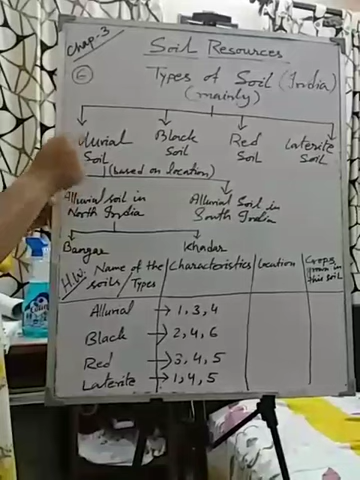 Chap. 3
Soil Resources
6
Types of Soil (India)
(mainly)
Alluvial Soil
Black Soil
Red Soil
Laterite Soil
(based on location)
Alluvial soil in North India
Alluvial Soil in South India
Bangar
Khadar
H.W:
Name of the soils/Types
Characteristics
Location
Crops grown in this soil
Alluvial → 1, 3, 4
Black → 2, 4, 6
Red → 3, 4, 5
Laterite → 1, 4, 5